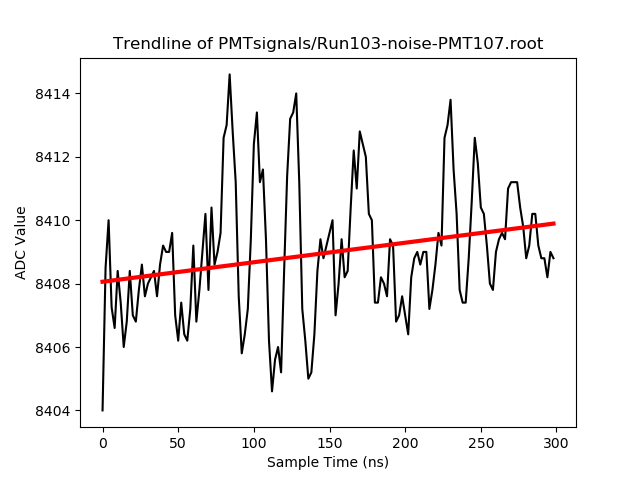 Trendline of PMTsignals/Run103-noise-PMT107.root
8414
8412
8410
8408
8406
8404
ADC Value
0 50 100 150 200 250 300
Sample Time (ns)